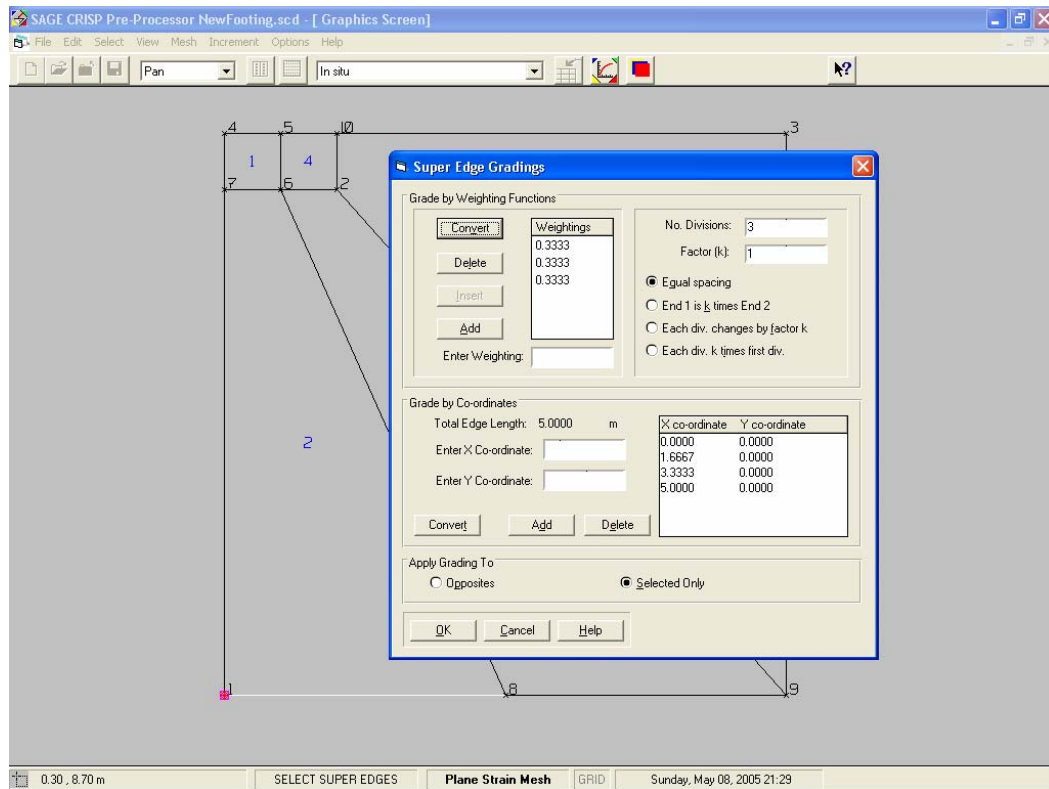 SAGE CRISP Pre-Processor NewFooting.scd - [ Graphics Screen]
File Edit Select View Mesh Increment Options Help
Pan In situ
4 5 10 3
1 4
7 6 2
2
1 8 9
Super Edge Gradings
Grade by Weighting Functions
Convert
Delete
Insert
Add
Enter Weighting:
Weightings
0.3333
0.3333
0.3333
No. Divisions: 3
Factor (k): 1
Equal spacing
End 1 is k times End 2
Each div. changes by factor k
Each div. k times first div.
Grade by Co-ordinates
Total Edge Length: 5.0000 m
Enter X Co-ordinate:
Enter Y Co-ordinate:
Convert Add Delete
X co-ordinate Y co-ordinate
0.0000 0.0000
1.6667 0.0000
3.3333 0.0000
5.0000 0.0000
Apply Grading To
Opposites Selected Only
OK Cancel Help
0.30 , 8.70 m SELECT SUPER EDGES Plane Strain Mesh GRID Sunday, May 08, 2005 21:29